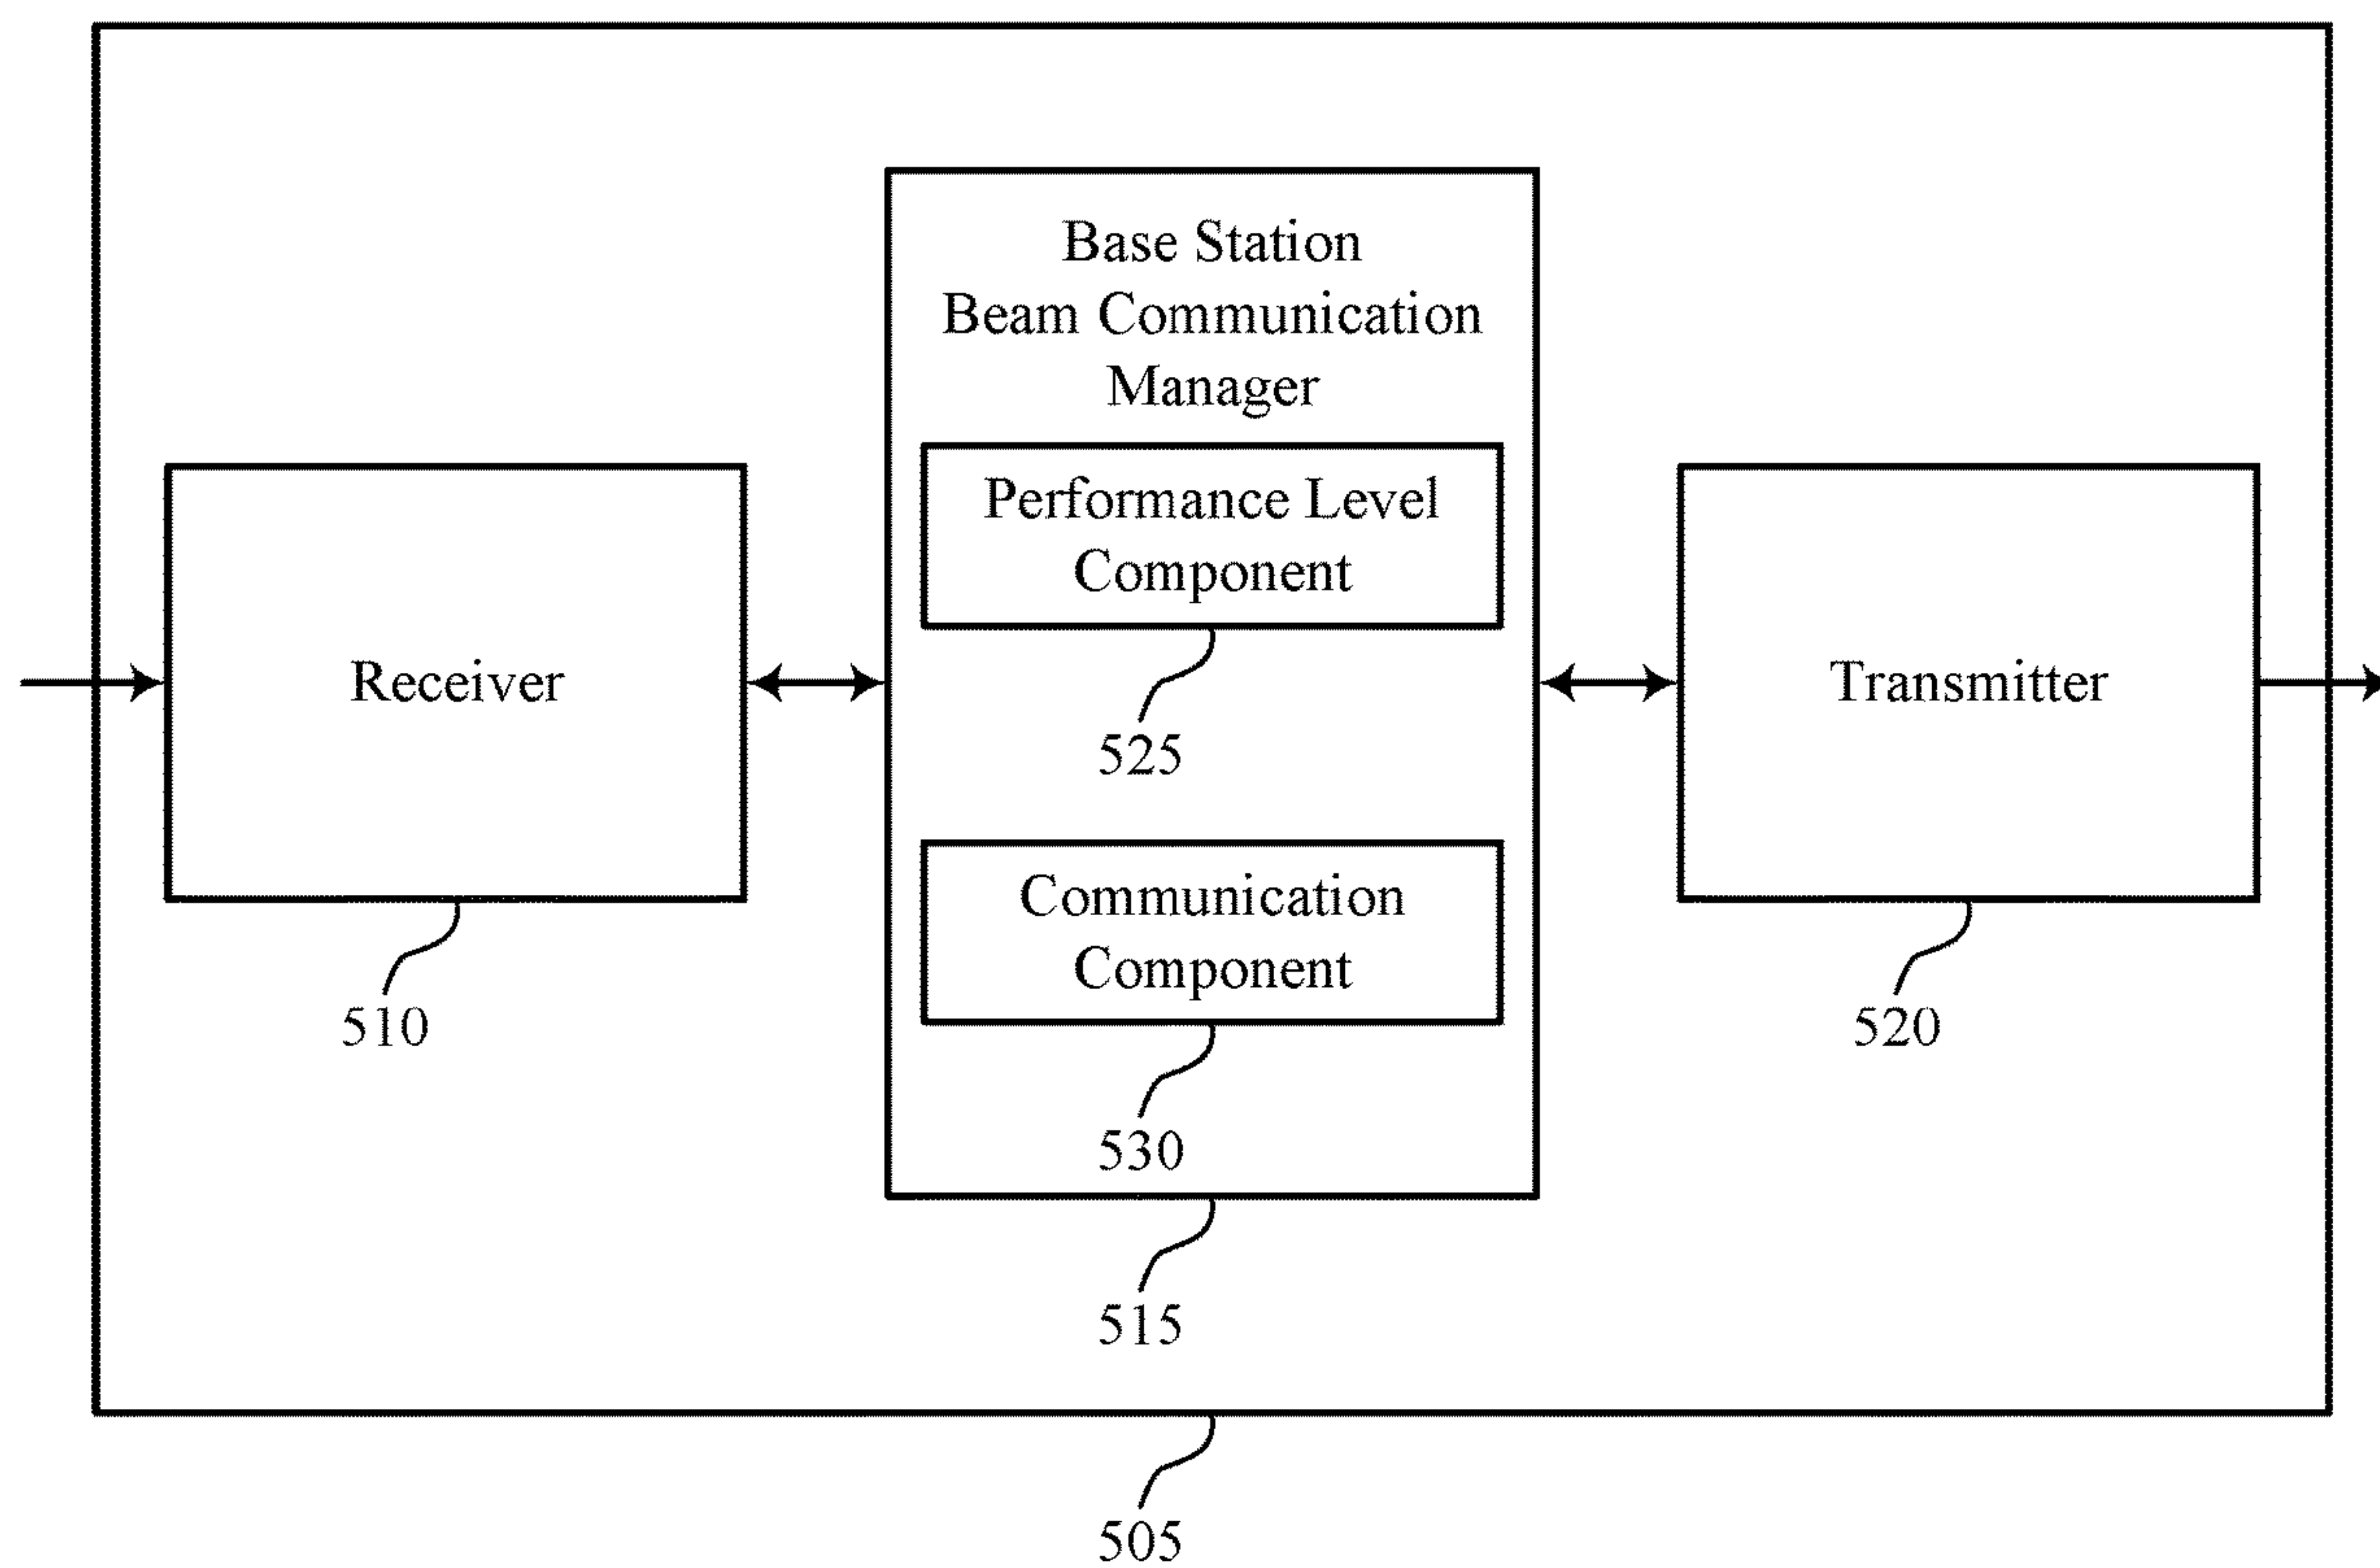 Base Station
Beam Communication
Manager
Performance Level
Component
525
Receiver
Transmitter
Communication
Component
510
520
530
515
505